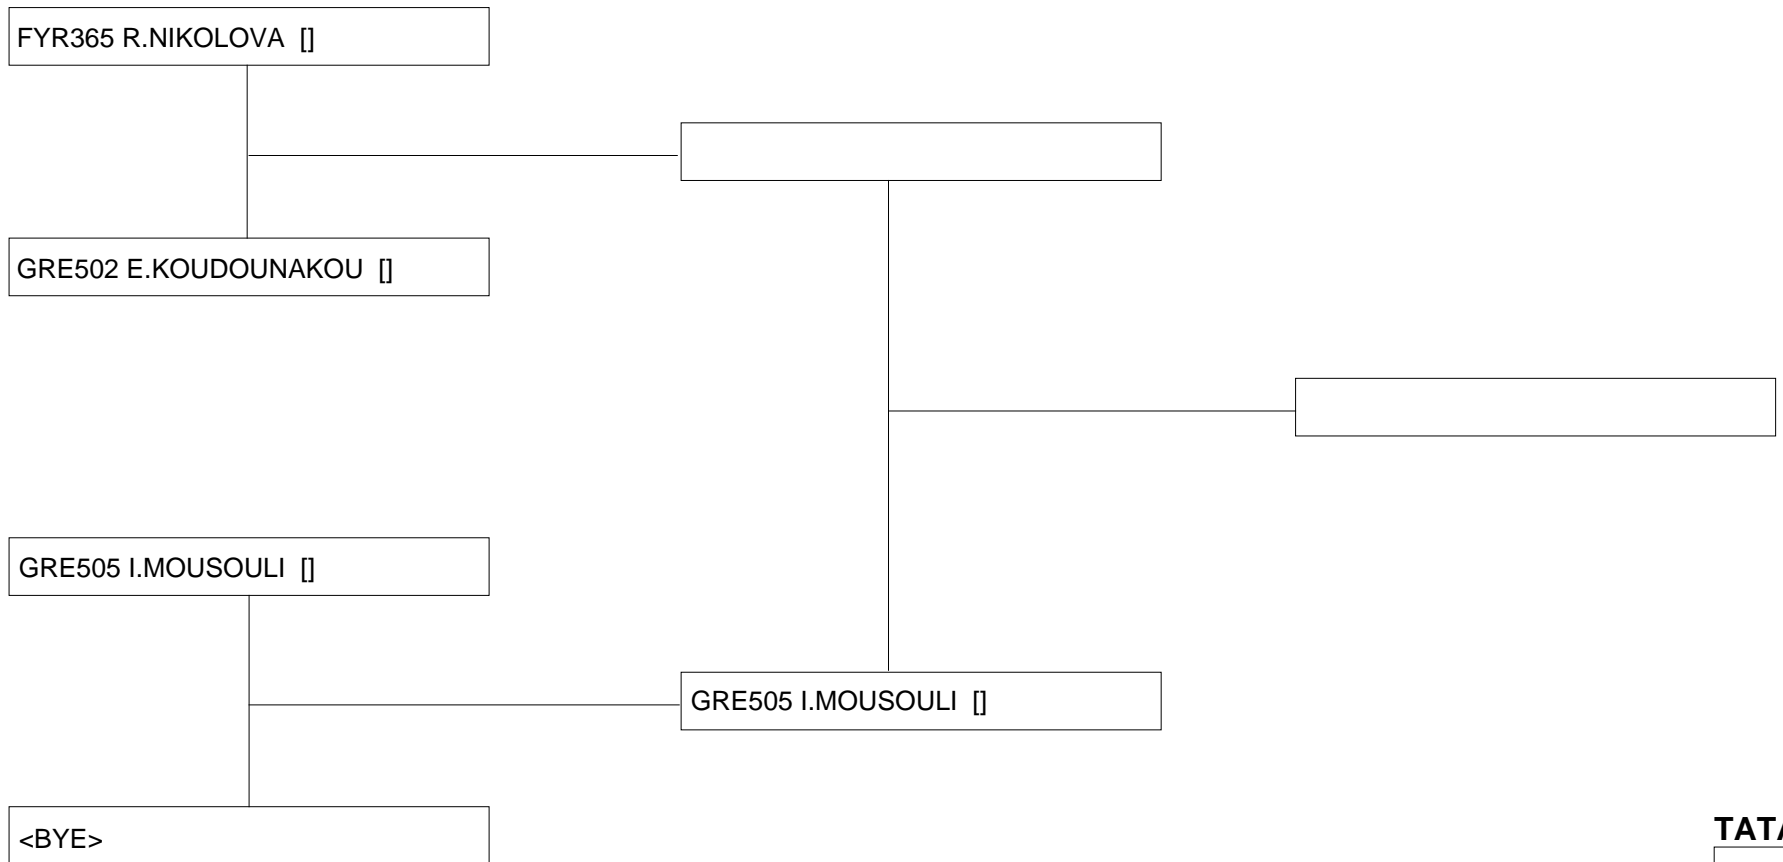 FYR365 R.NIKOLOVA []
GRE502 E.KOUDOUNAKOU []
GRE505 I.MOUSOULI []
GRE505 I.MOUSOULI []
<BYE>